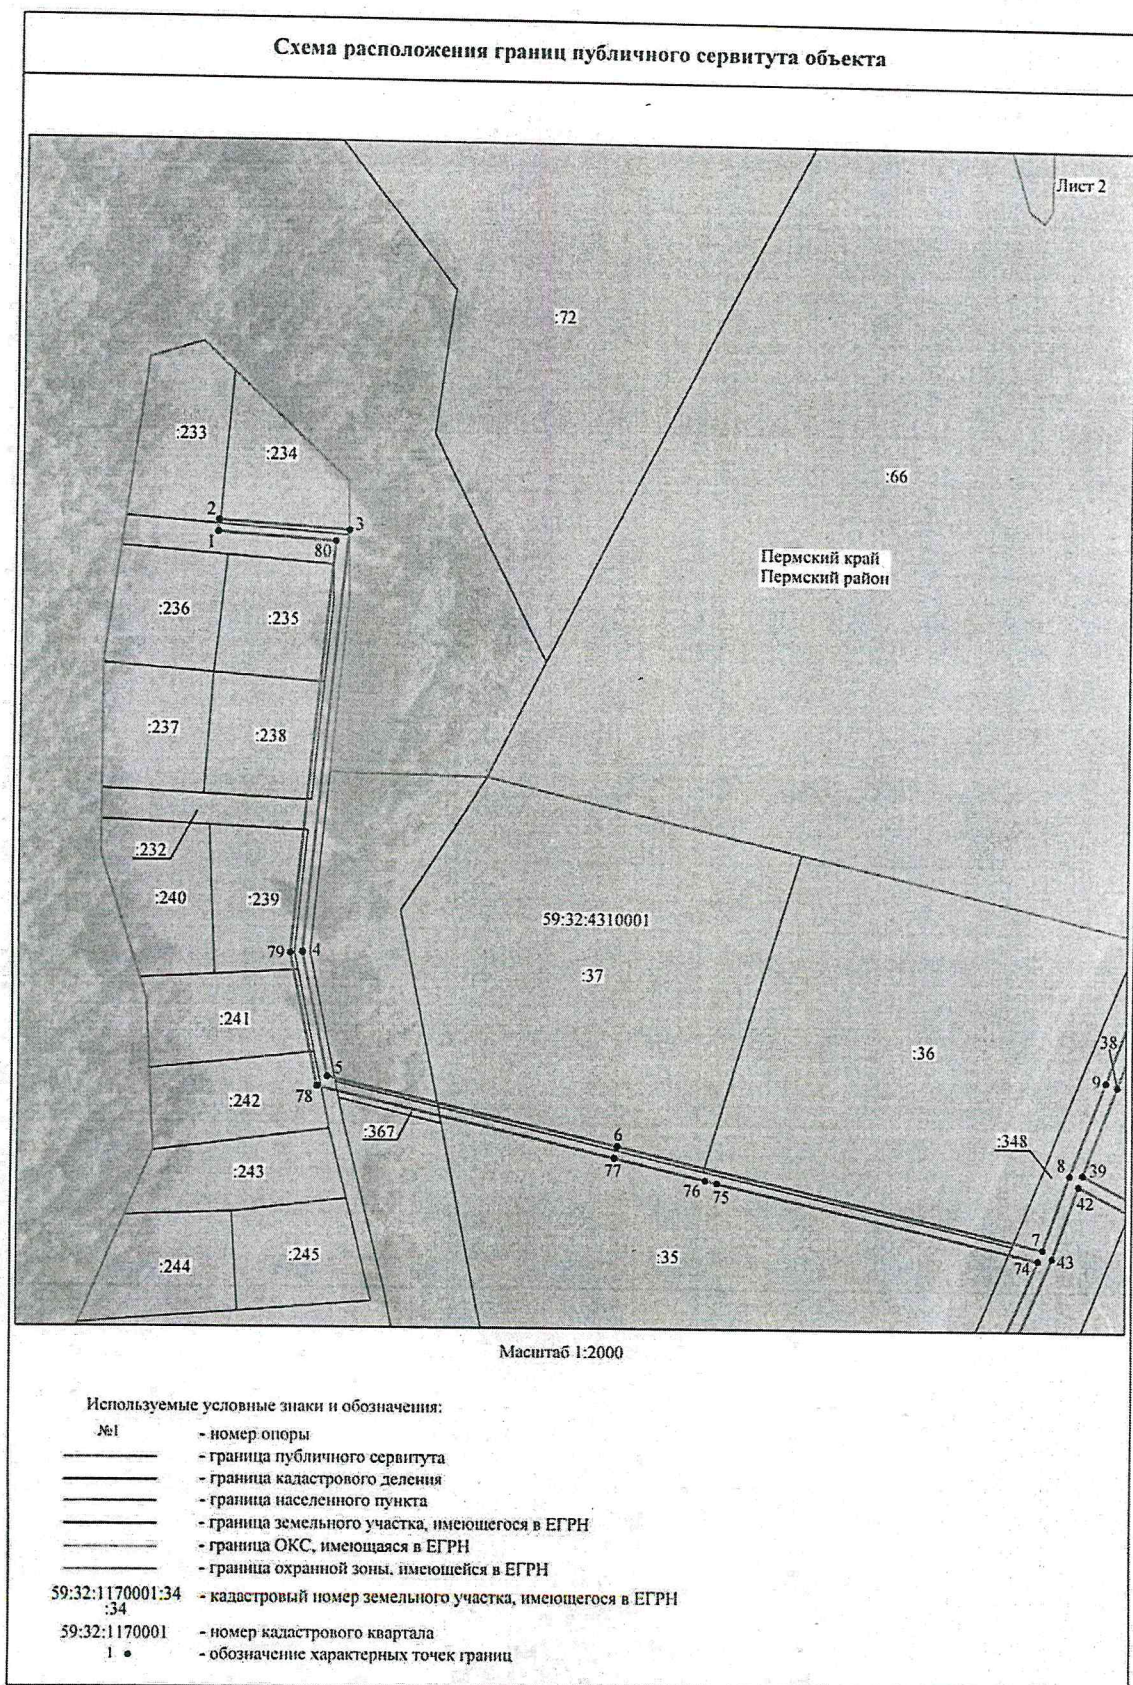 Схема расположения границ публичного сервитута объекта
Лист 2
:72
:233
:234
:66
2
3
1
80
Пермский край
Пермский район
:236
:235
:237
:238
:232
:240
:239
59:32:4310001
79
4
:37
:241
:36
38
5
9
78
:242
:367
6
:348
:243
77
8
39
76
75
42
7
:244
:245
:35
74
43
Масштаб 1:2000
Используемые условные знаки и обозначения:
№1 - номер опоры
- граница публичного сервитута
- граница кадастрового деления
- граница населенного пункта
- граница земельного участка, имеющегося в ЕГРН
- граница ОКС, имеющаяся в ЕГРН
- граница охранной зоны, имеющейся в ЕГРН
59:32:1170001:34 - кадастровый номер земельного участка, имеющегося в ЕГРН
:34
59:32:1170001 - номер кадастрового квартала
1 ● - обозначение характерных точек границ